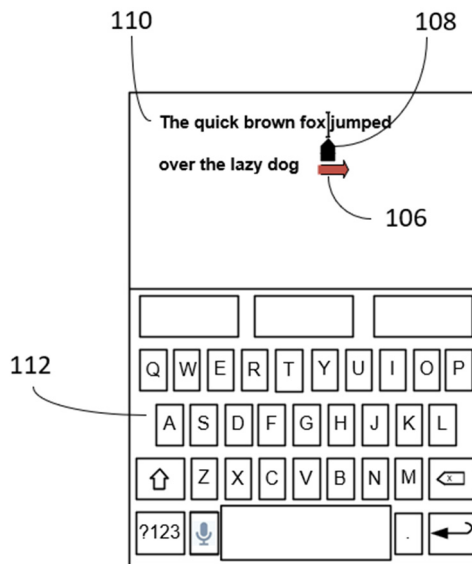 110
108
The quick brown fox jumped
over the lazy dog
106
112
Q W E R T Y U I O P
A S D F G H J K L
Z X C V B N M x
?123 .